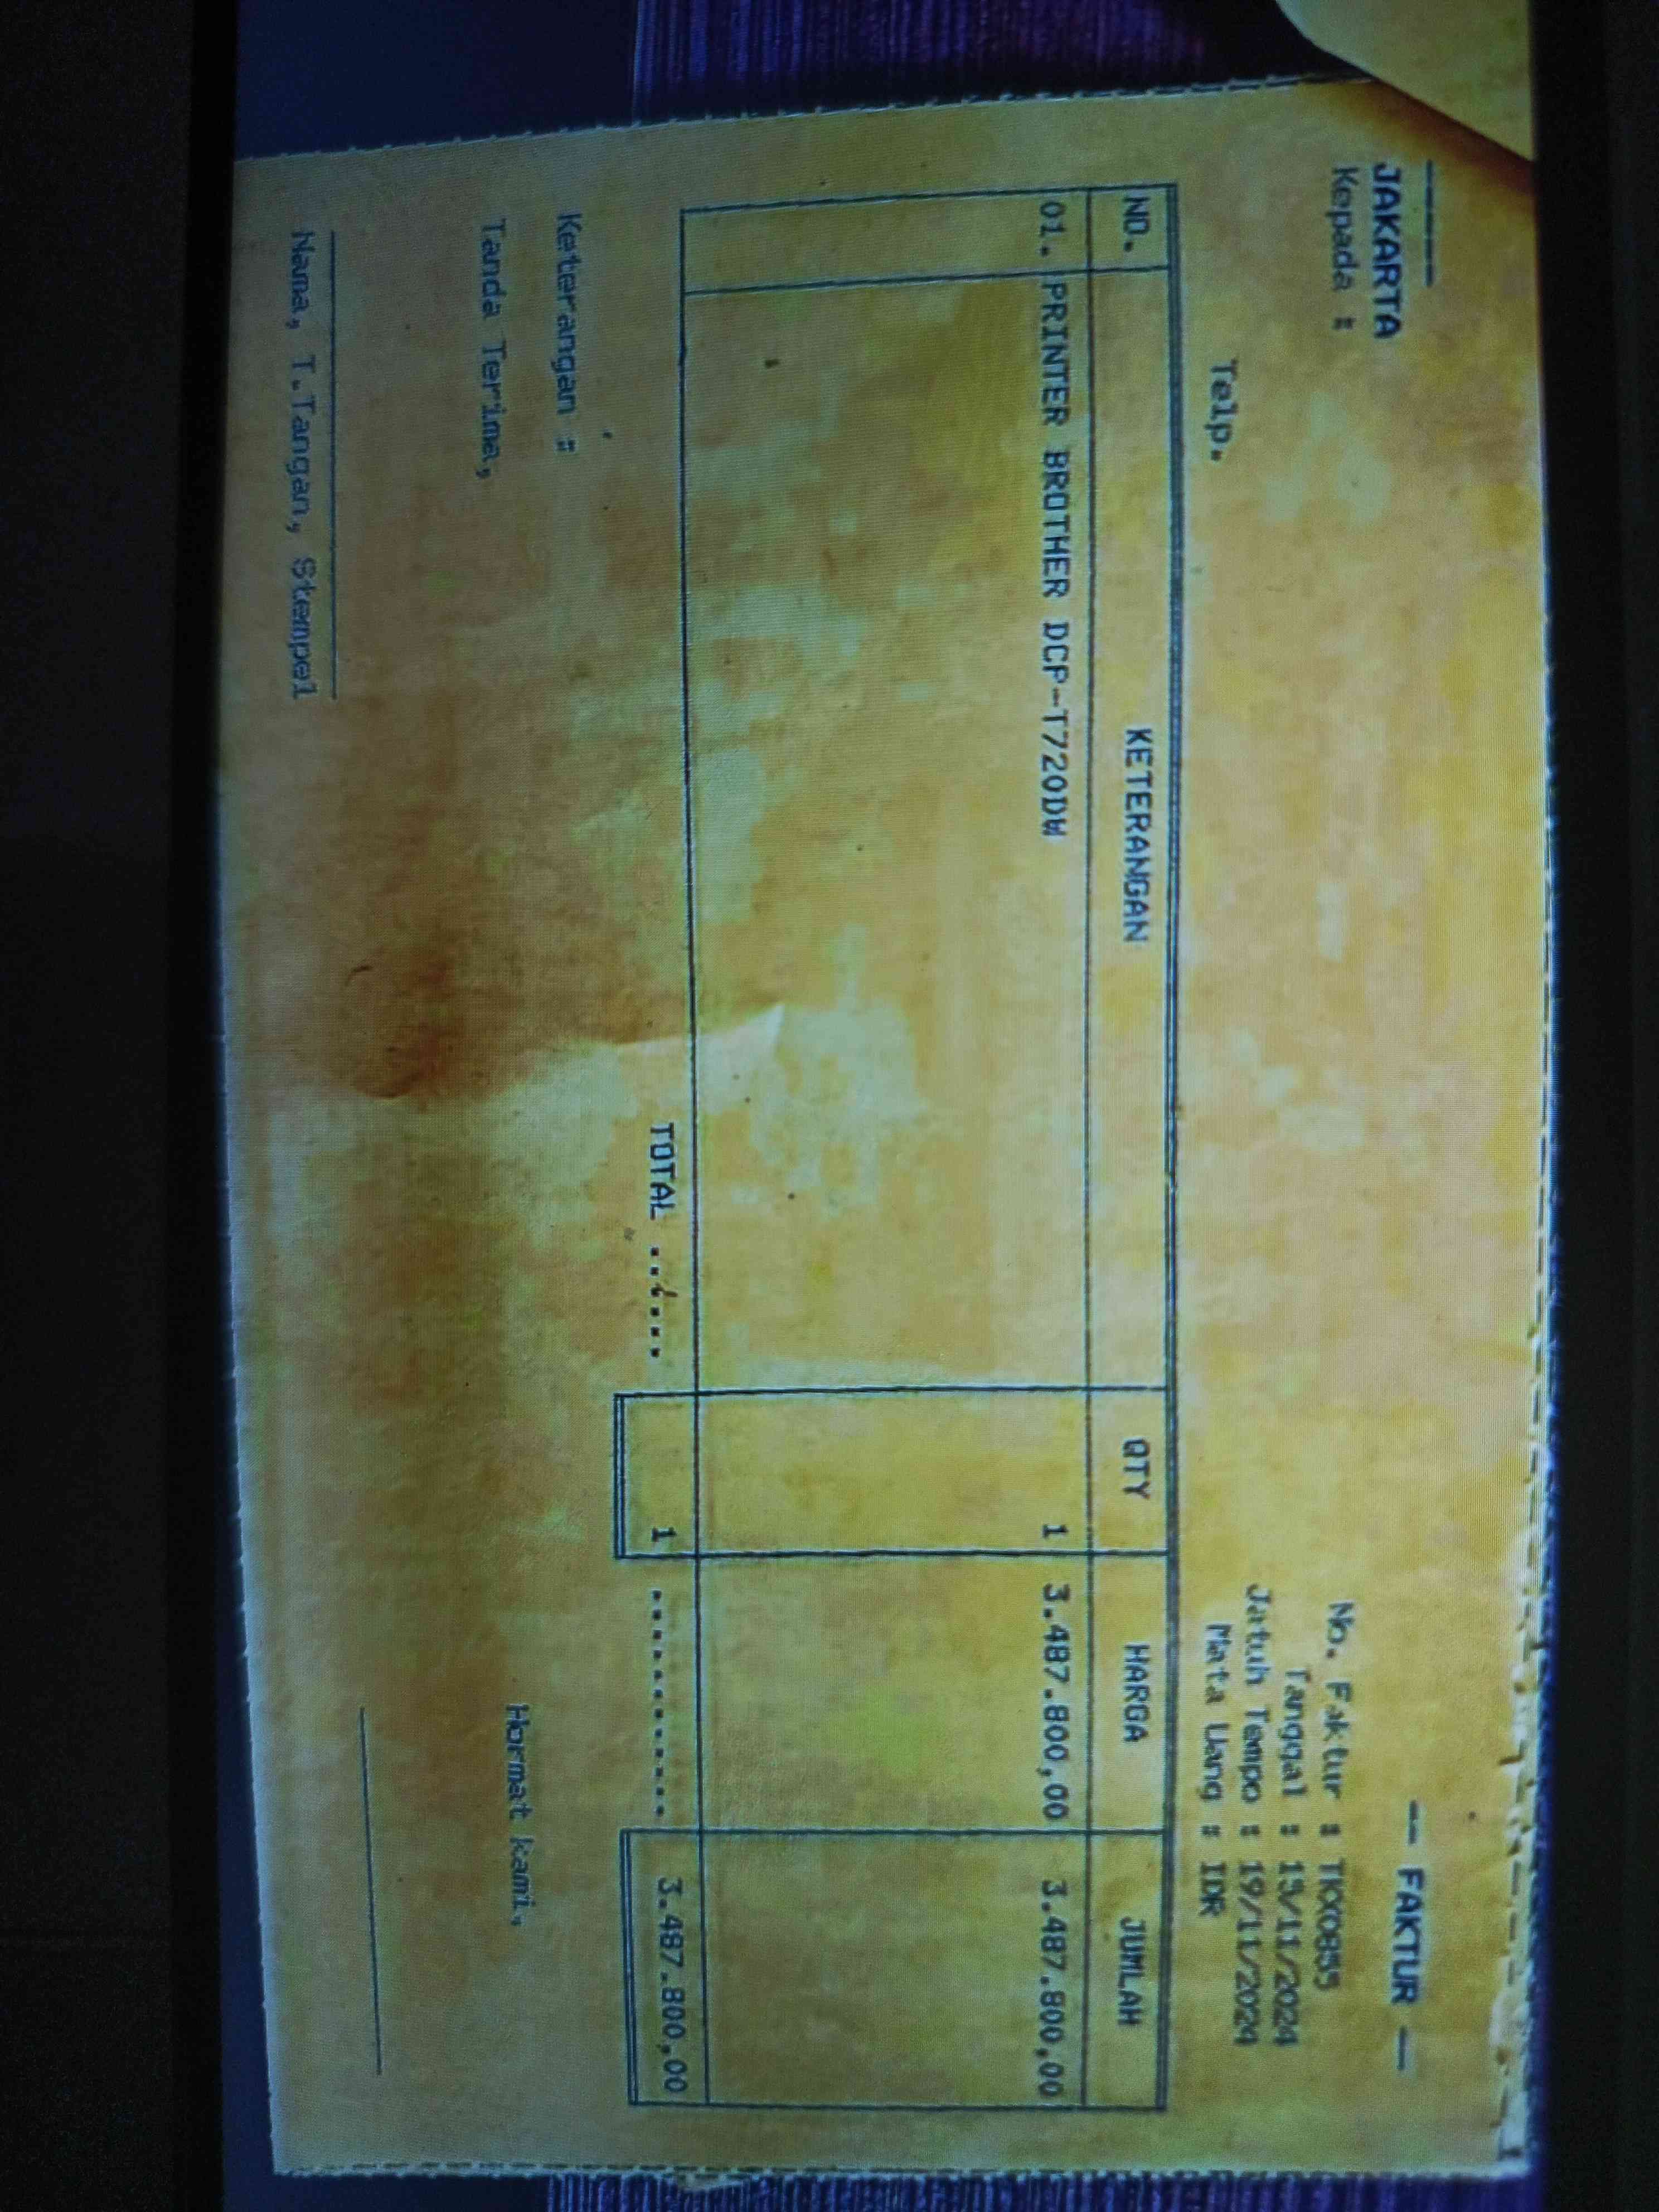 JAKARTA
Kepada :
Telp.
-- FAKTUR --
No. Faktur :
Tanggal : 15/11/2024
Jatuh Tempo : 19/11/2024
Mata Uang : IDR
NO. KETERANGAN QTY HARGA JUMLAH
01. PRINTER BROTHER DCP-T720DW 1 3.487.800,00 3.487.800,00
TOTAL ....... 1 ............ 3.487.800,00
Keterangan :
Tanda Terima,
Hormat kami,
Nama, T.Tangan, Stempel